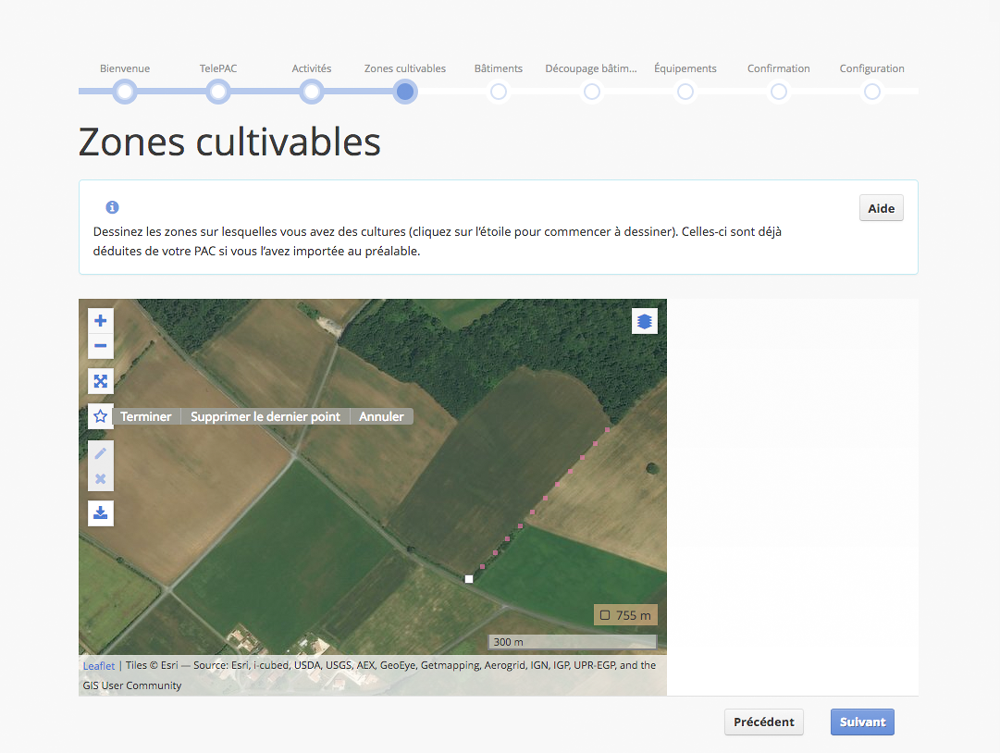 Bienvenue
TelePAC
Activités
Zones cultivables
Bâtiments
Découpage bâtim...
Équipements
Confirmation
Configuration
Zones cultivables
Aide
Dessinez les zones sur lesquelles vous avez des cultures (cliquez sur l'étoile pour commencer à dessiner). Celles-ci sont déjà
déduites de votre PAC si vous l'avez importée au préalable.
Terminer
Supprimer le dernier point
Annuler
755 m
300 m
Leaflet | Tiles © Esri — Source: Esri, i-cubed, USDA, USGS, AEX, GeoEye, Getmapping, Aerogrid, IGN, IGP, UPR-EGP, and the
GIS User Community
Précédent
Suivant